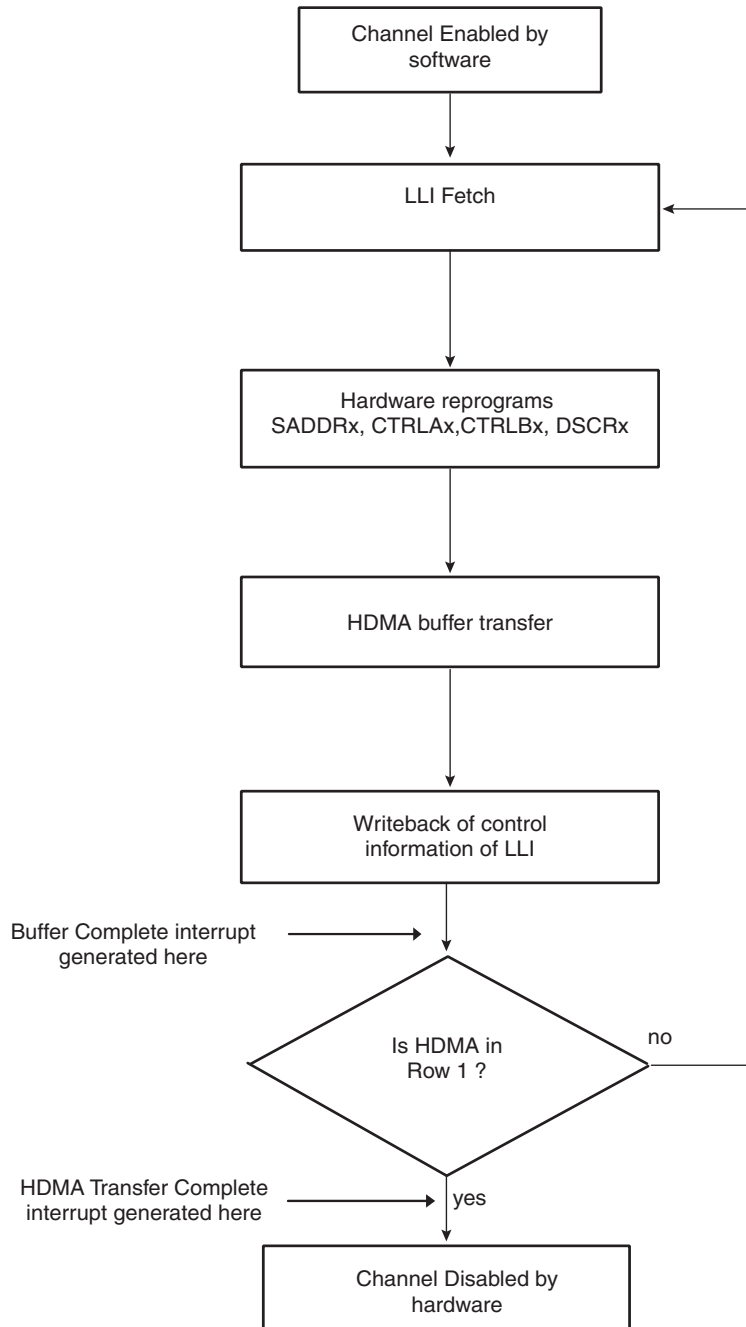 Channel Enabled by
software
LLI Fetch
Hardware reprograms
SADDRx, CTRLAx,CTRLBx, DSCRx
HDMA buffer transfer
Writeback of control
information of LLI
Buffer Complete interrupt
generated here
Is HDMA in
Row 1 ?
no
HDMA Transfer Complete
interrupt generated here
yes
Channel Disabled by
hardware